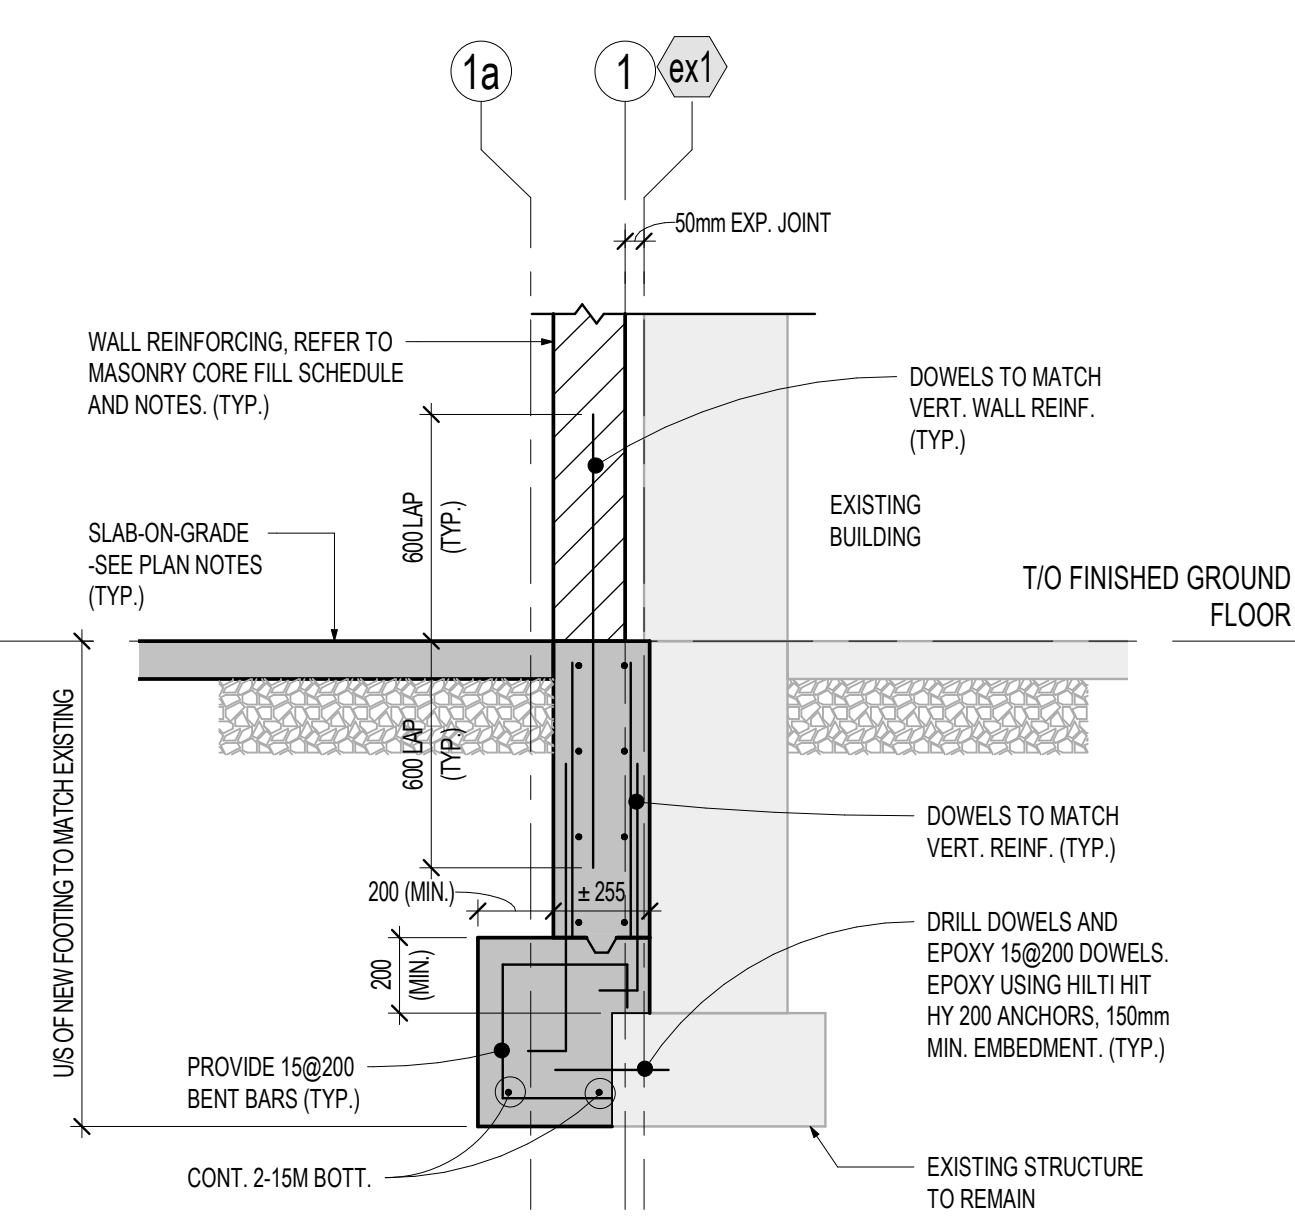 1a
1
ex1
50mm EXP. JOINT
WALL REINFORCING, REFER TO
MASONRY CORE FILL SCHEDULE
AND NOTES. (TYP.)
DOWELS TO MATCH
VERT. WALL REINF.
(TYP.)
600 LAP
(TYP.)
EXISTING
BUILDING
SLAB-ON-GRADE
-SEE PLAN NOTES
(TYP.)
T/O FINISHED GROUND
FLOOR
U/S OF NEW FOOTING TO MATCH EXISTING
600 LAP
(TYP.)
DOWELS TO MATCH
VERT. REINF. (TYP.)
200 (MIN.)
± 255
200
(MIN.)
DRILL DOWELS AND
EPOXY 15@200 DOWELS.
EPOXY USING HILTI HIT
HY 200 ANCHORS, 150mm
MIN. EMBEDMENT. (TYP.)
PROVIDE 15@200
BENT BARS (TYP.)
CONT. 2-15M BOTT.
EXISTING STRUCTURE
TO REMAIN